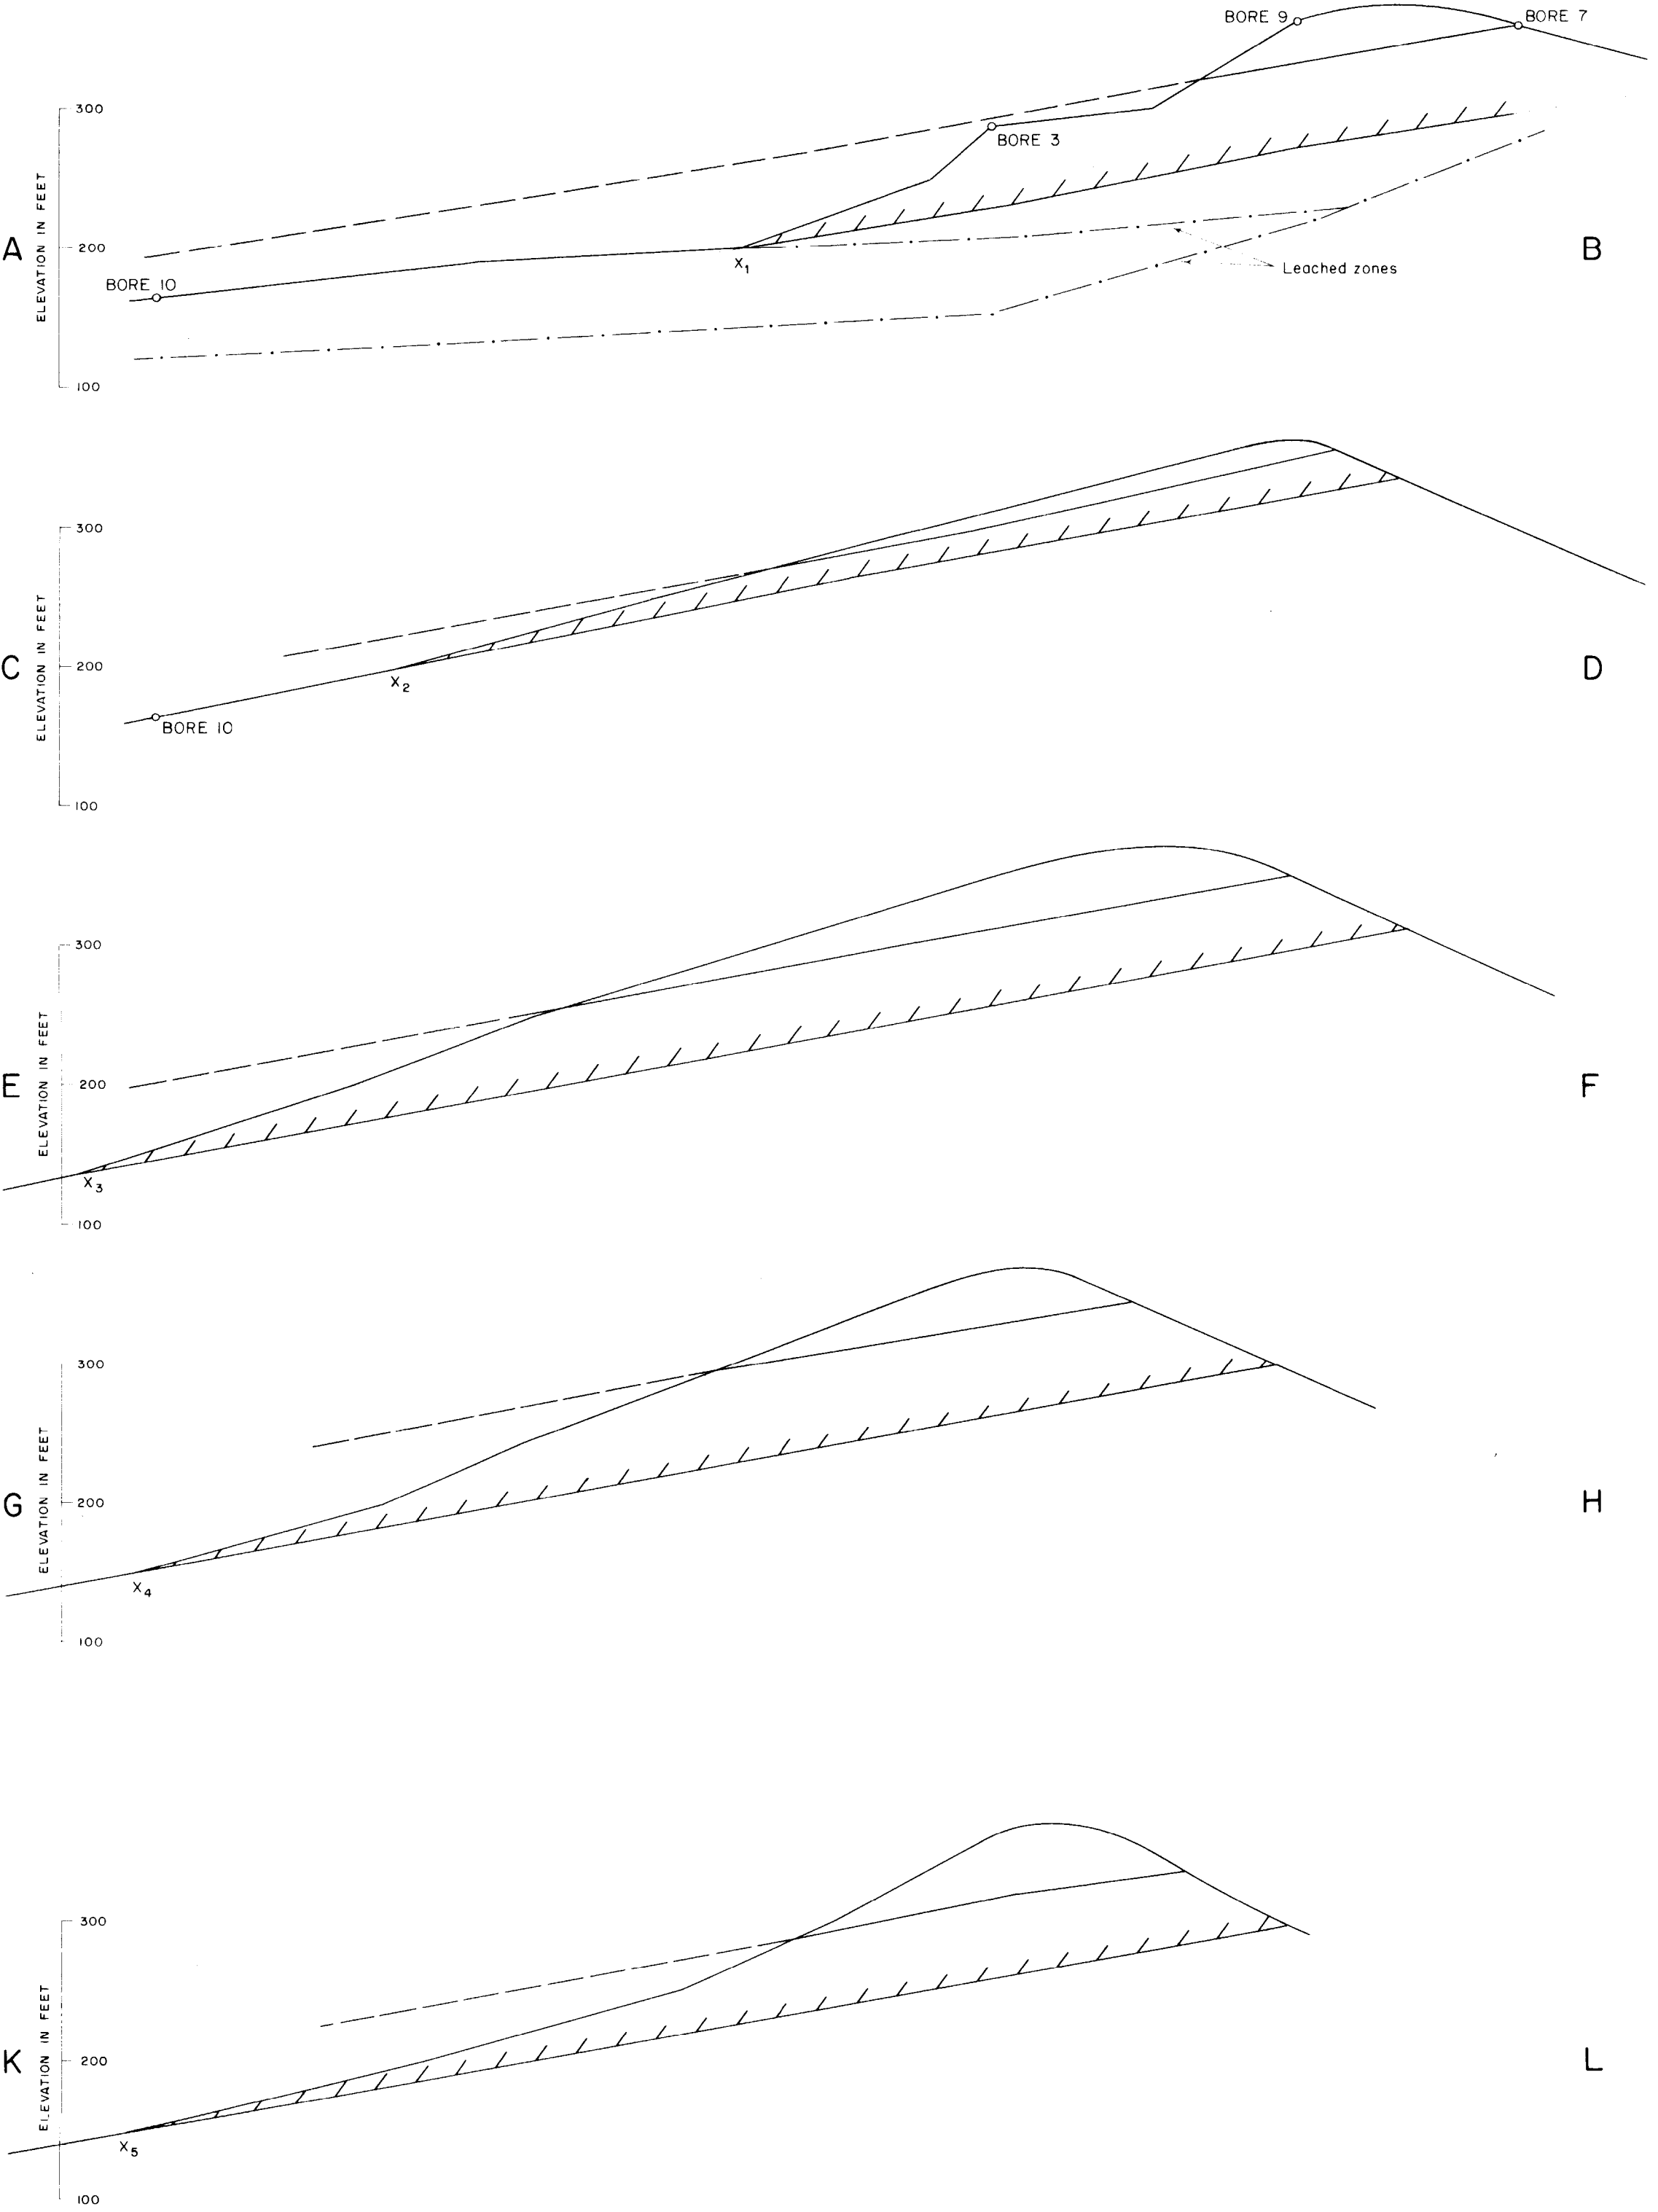 BORE 9
BORE 7
300
BORE 3
ELEVATION IN FEET
A
200
B
X1
Leached zones
BORE 10
100
300
ELEVATION IN FEET
C
200
D
X2
BORE 10
100
300
ELEVATION IN FEET
E
200
F
X3
100
300
ELEVATION IN FEET
G
200
H
X4
100
300
ELEVATION IN FEET
K
200
L
X5
100